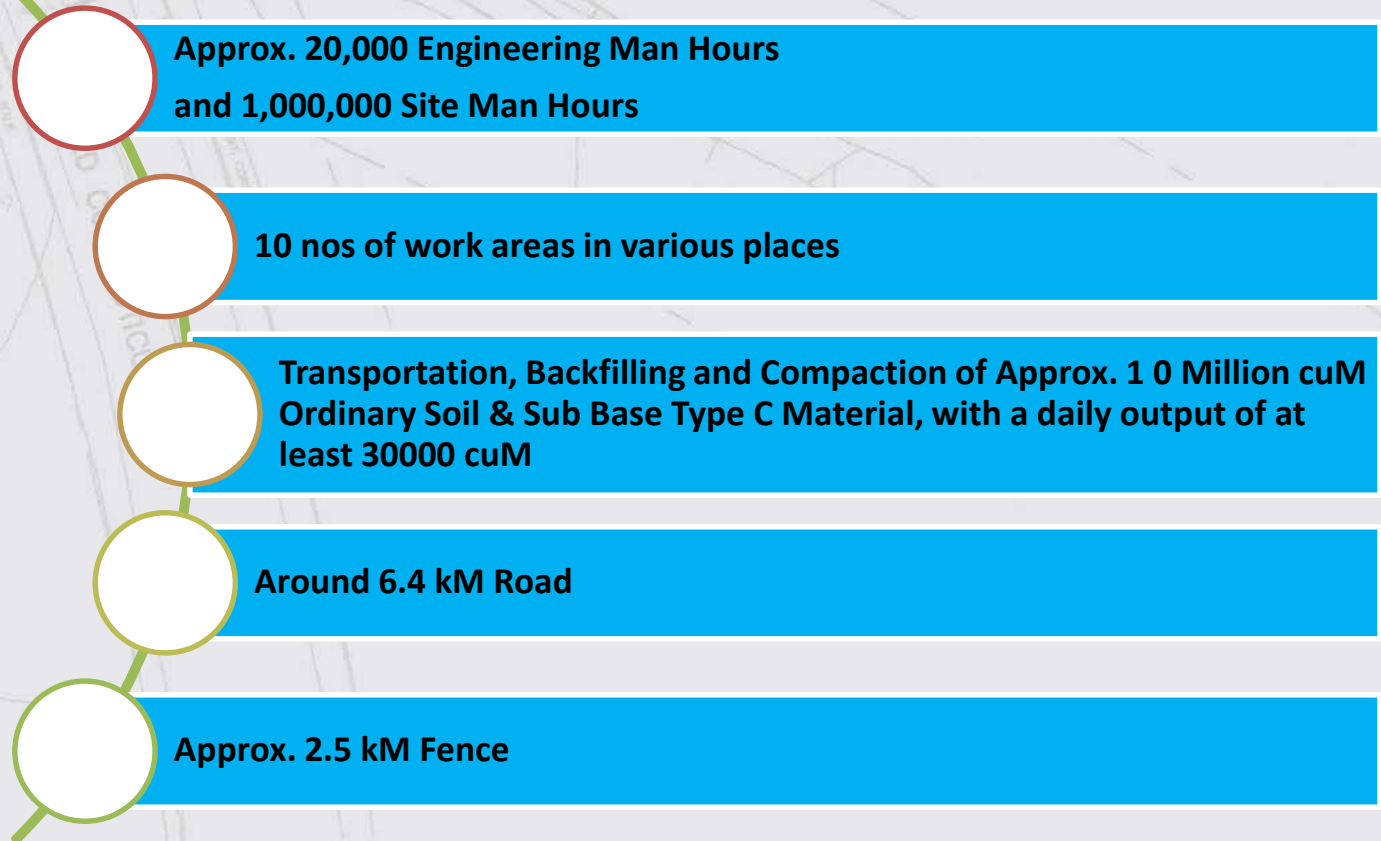 Approx. 20,000 Engineering Man Hours
and 1,000,000 Site Man Hours
10 nos of work areas in various places
Transportation, Backfilling and Compaction of Approx. 1 0 Million cuM
Ordinary Soil & Sub Base Type C Material, with a daily output of at
least 30000 cuM
Around 6.4 kM Road
Approx. 2.5 kM Fence